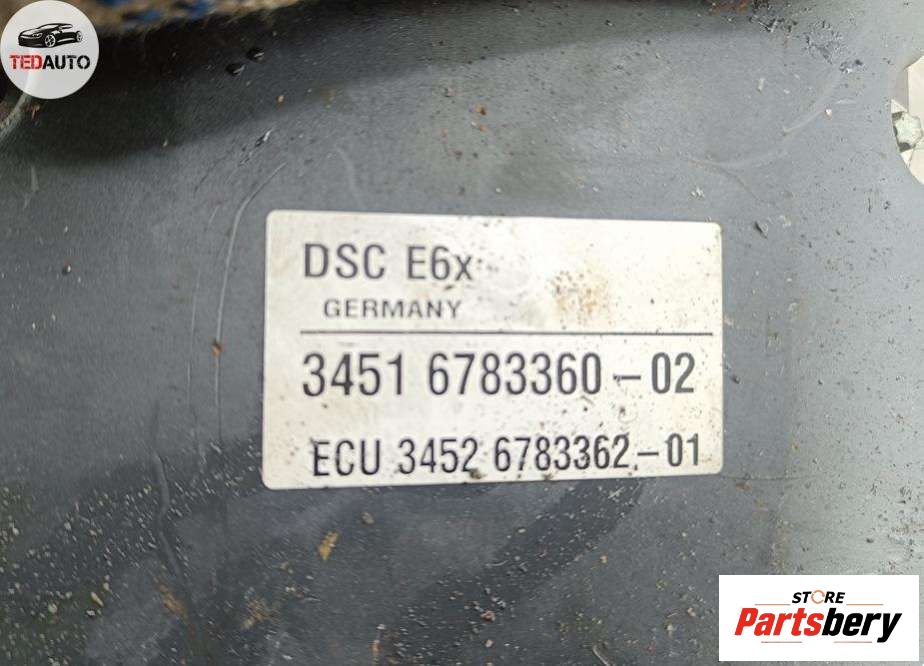 TEDAUTO
DSC E6x
GERMANY
3451 6783360-02
ECU 3452 6783362-01
STORE
Partsbery